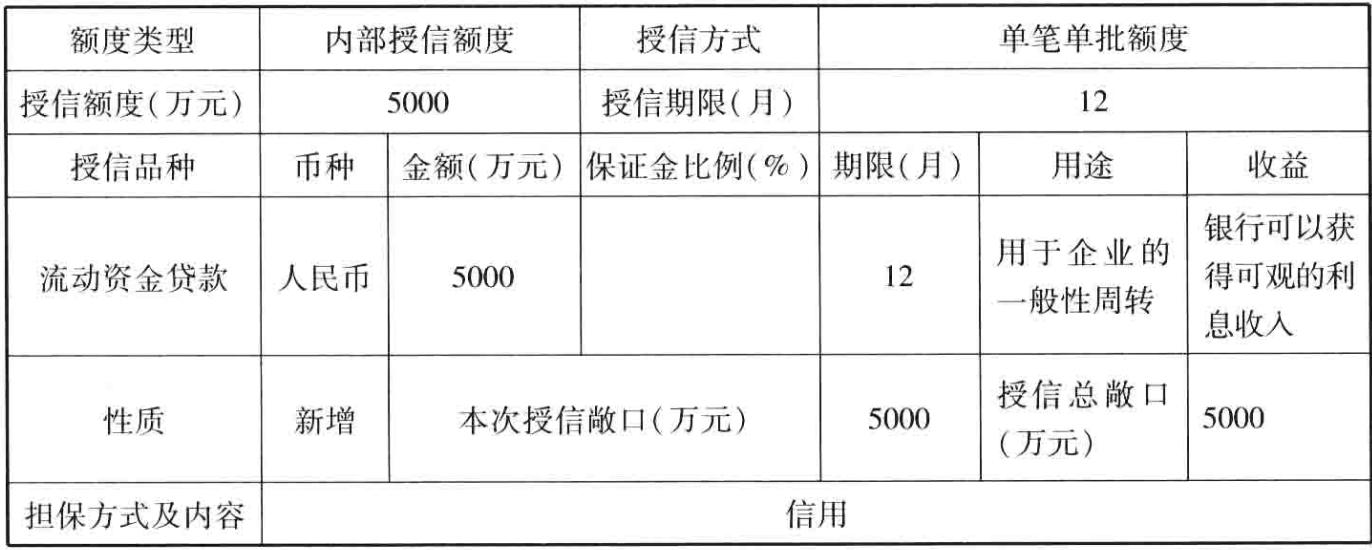 额度类型 内部授信额度 授信方式 单笔单批额度
授信额度(万元) 5000 授信期限(月) 12
授信品种 币种 金额(万元) 保证金比例(%) 期限(月) 用途 收益
流动资金贷款 人民币 5000 12 用于企业的
一般性周转
银行可以获
得可观的利
息收入
性质 新增 本次授信敞口(万元) 5000 授信总敞口
(万元)
5000
担保方式及内容 信用